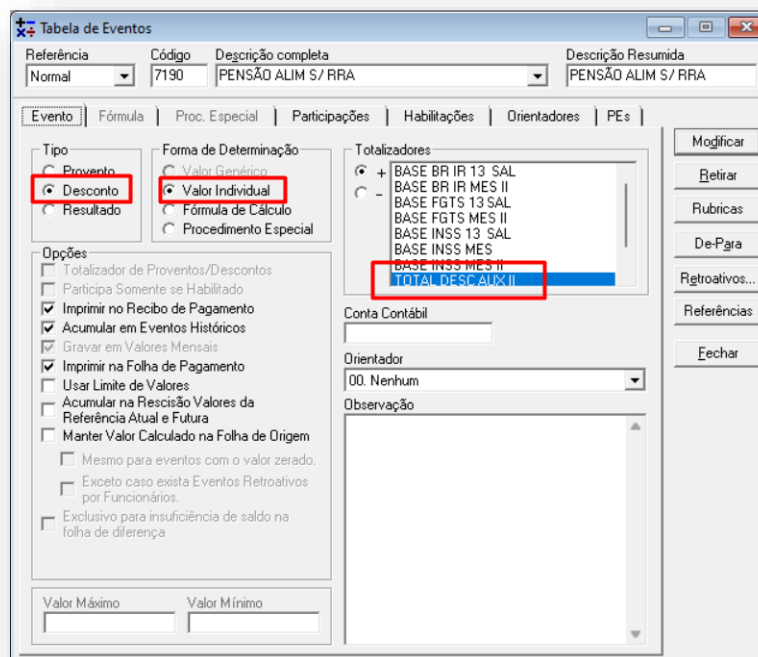 Tabela de Eventos
Referência Código Descrição completa Descrição Resumida
Normal 7190 PENSÃO ALIM S/ RRA PENSÃO ALIM S/ RRA
Evento Fórmula Proc. Especial Participações Habilitações Orientadores PEs
Tipo
Provento
Desconto
Resultado
Forma de Determinação
Valor Genérico
Valor Individual
Fórmula de Cálculo
Procedimento Especial
Totalizadores
+
-
BASE BR IR 13 SAL
BASE BR IR MES II
BASE FGTS 13 SAL
BASE FGTS MES II
BASE INSS 13 SAL
BASE INSS MES
BASE INSS MES II
TOTAL DESC AUX II
Opções
Totalizador de Proventos/Descontos
Participa Somente se Habilitado
Imprimir no Recibo de Pagamento
Acumular em Eventos Históricos
Gravar em Valores Mensais
Imprimir na Folha de Pagamento
Usar Limite de Valores
Acumular na Rescisão Valores da
Referência Atual e Futura
Manter Valor Calculado na Folha de Origem
Mesmo para eventos com o valor zerado.
Exceto caso exista Eventos Retroativos
por Funcionários.
Exclusivo para insuficiência de saldo na
folha de diferença
Valor Máximo Valor Mínimo
Conta Contábil
Orientador
00. Nenhum
Observação
Modificar
Retirar
Rubricas
De-Para
Retroativos...
Referências
Fechar